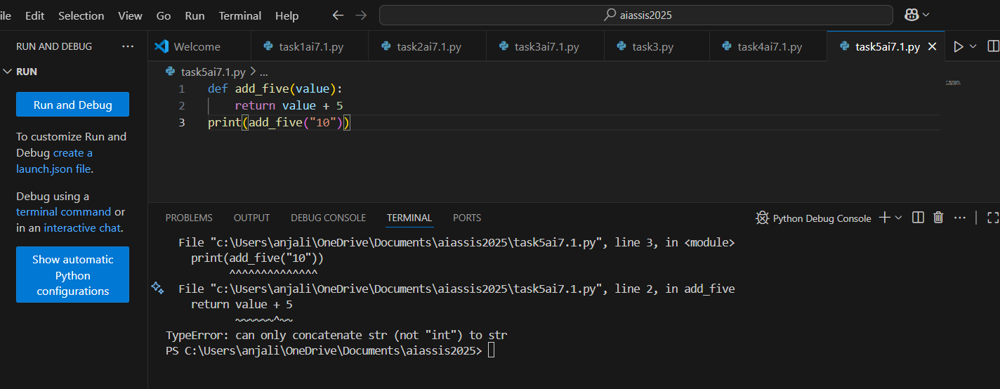 ile Edit Selection View Go Run Terminal Help aiassis2025
RUN AND DEBUG ...
Welcome task1ai7.1.py task2ai7.1.py task3ai7.1.py task3.py task4ai7.1.py task5ai7.1.py
RUN
Run and Debug
To customize Run and
Debug create a
launch.json file.
Debug using a
terminal command or
in an interactive chat.
Show automatic
Python
configurations
task5ai7.1.py > ...
1 def add_five(value):
2 return value + 5
3 print(add_five("10"))
PROBLEMS OUTPUT DEBUG CONSOLE TERMINAL PORTS Python Debug Console
File "c:\Users\anjali\OneDrive\Documents\aiassis2025\task5ai7.1.py", line 3, in <module>
print(add_five("10"))
^^^^^^^^^^^^^^
File "c:\Users\anjali\OneDrive\Documents\aiassis2025\task5ai7.1.py", line 2, in add_five
return value + 5
~~~~~~^~~
TypeError: can only concatenate str (not "int") to str
PS C:\Users\anjali\OneDrive\Documents\aiassis2025>